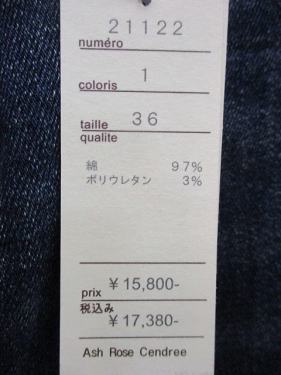 21122
numéro
1
coloris
36
taille
qualite
綿 97%
ポリウレタン 3%
prix ¥15,800-
税込み
¥17,380-
Ash Rose Cendree